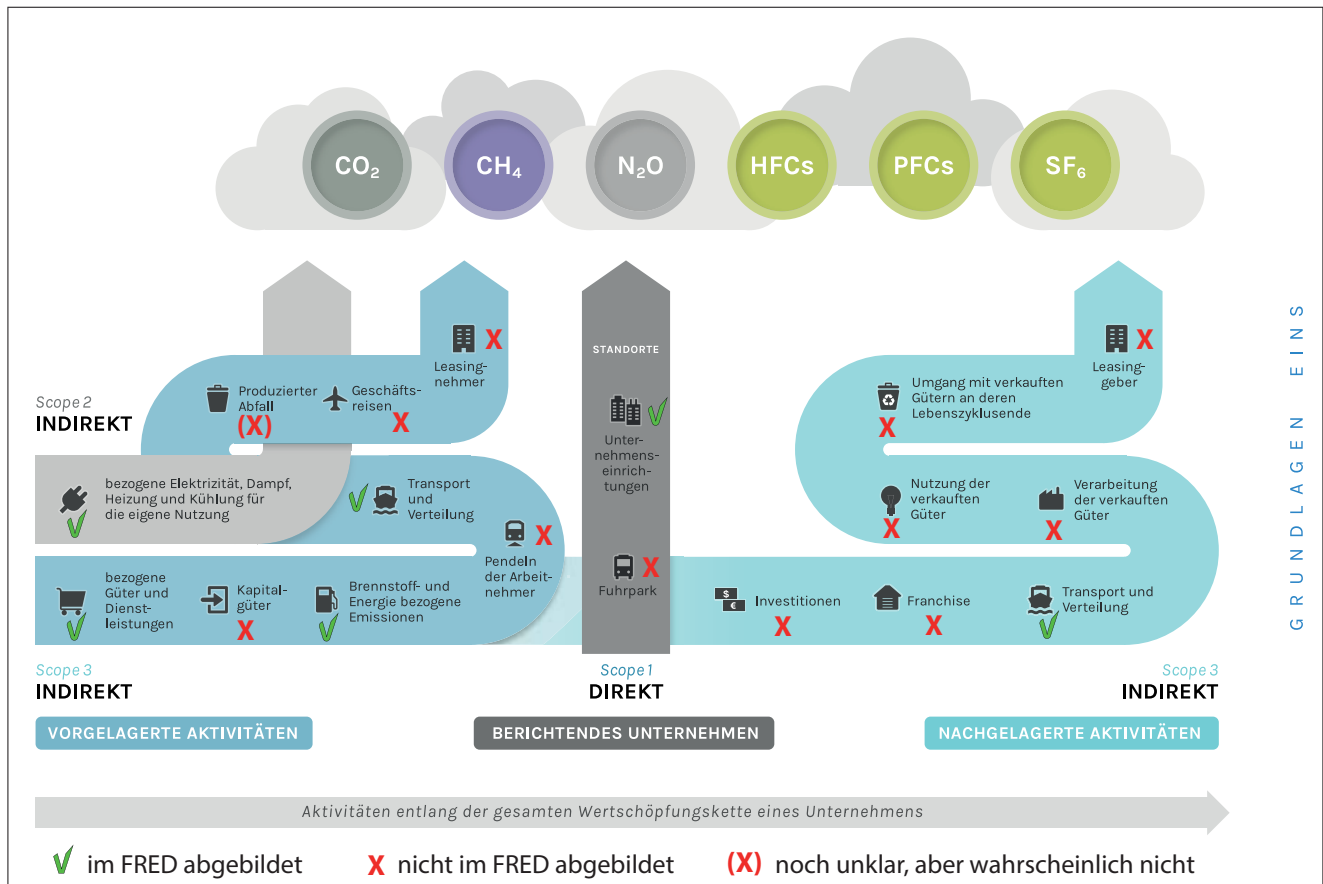 CO₂
CH₄
N₂O
HFCs
PFCs
SF₆
Scope 2
INDIREKT
Produzierter
Abfall
(X)
Geschäfts-
reisen
X
Leasing-
nehmer
X
bezogene Elektrizität, Dampf,
Heizung und Kühlung für
die eigene Nutzung
Transport
und
Verteilung
Pendeln
der Arbeit-
nehmer
X
bezogene
Güter und
Dienst-
leistungen
Kapital-
güter
X
Brennstoff- und
Energie bezogene
Emissionen
Scope 3
INDIREKT
VORGELAGERTE AKTIVITÄTEN
STANDORTE
Unter-
nehmens-
einrich-
tungen
X
Fuhrpark
Scope 1
DIREKT
BERICHTENDES UNTERNEHMEN
Leasing-
geber
X
Umgang mit verkauften
Gütern an deren
Lebenszyklusende
X
Nutzung der
verkauften
Güter
X
Verarbeitung
der verkauften
Güter
X
$
€
Investitionen
X
Franchise
X
Transport und
Verteilung
Scope 3
INDIREKT
NACHGELAGERTE AKTIVITÄTEN
Aktivitäten entlang der gesamten Wertschöpfungskette eines Unternehmens
im FRED abgebildet
X nicht im FRED abgebildet
(X) noch unklar, aber wahrscheinlich nicht
GRUNDLAGEN EINS